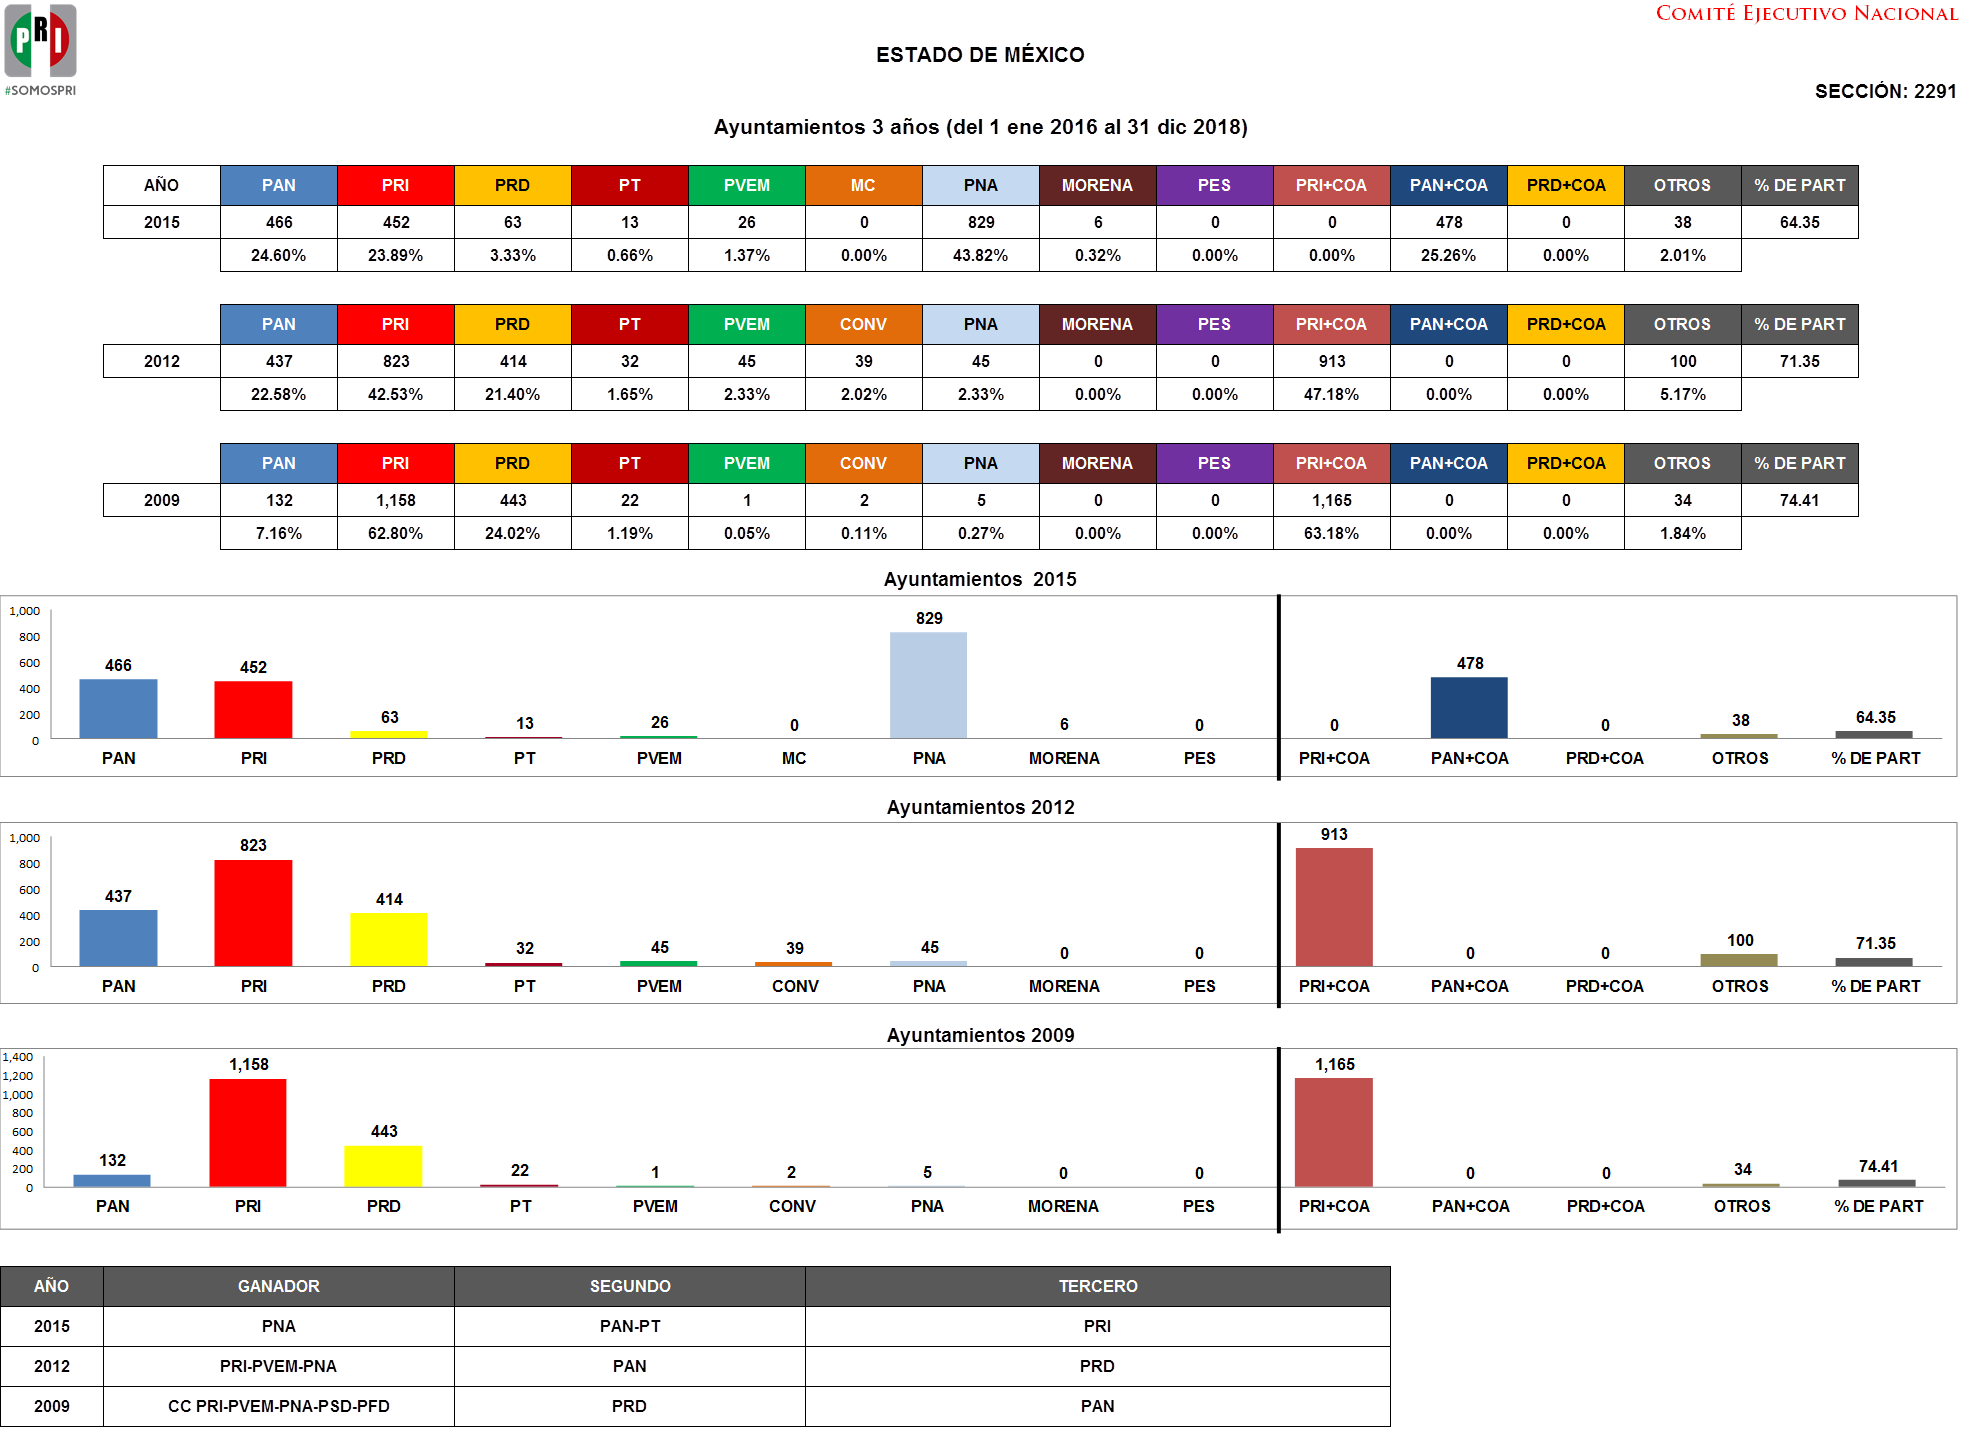 PRI
#SOMOSPRI
COMITÉ EJECUTIVO NACIONAL
ESTADO DE MÉXICO
SECCIÓN: 2291
Ayuntamientos 3 años (del 1 ene 2016 al 31 dic 2018)
AÑO PAN PRI PRD PT PVEM MC PNA MORENA PES PRI+COA PAN+COA PRD+COA OTROS % DE PART
2015 466 452 63 13 26 0 829 6 0 0 478 0 38 64.35
24.60% 23.89% 3.33% 0.66% 1.37% 0.00% 43.82% 0.32% 0.00% 0.00% 25.26% 0.00% 2.01%
PAN PRI PRD PT PVEM CONV PNA MORENA PES PRI+COA PAN+COA PRD+COA OTROS % DE PART
2012 437 823 414 32 45 39 45 0 0 913 0 0 100 71.35
22.58% 42.53% 21.40% 1.65% 2.33% 2.02% 2.33% 0.00% 0.00% 47.18% 0.00% 0.00% 5.17%
PAN PRI PRD PT PVEM CONV PNA MORENA PES PRI+COA PAN+COA PRD+COA OTROS % DE PART
2009 132 1,158 443 22 1 2 5 0 0 1,165 0 0 34 74.41
7.16% 62.80% 24.02% 1.19% 0.05% 0.11% 0.27% 0.00% 0.00% 63.18% 0.00% 0.00% 1.84%
Ayuntamientos 2015
1,000
800
600
400
200
0
466 452 63 13 26 0 829 6 0 0 478 0 38 64.35
PAN PRI PRD PT PVEM MC PNA MORENA PES PRI+COA PAN+COA PRD+COA OTROS % DE PART
Ayuntamientos 2012
1,000
800
600
400
200
0
437 823 414 32 45 39 45 0 0 913 0 0 100 71.35
PAN PRI PRD PT PVEM CONV PNA MORENA PES PRI+COA PAN+COA PRD+COA OTROS % DE PART
Ayuntamientos 2009
1,400
1,200
1,000
800
600
400
200
0
132 1,158 443 22 1 2 5 0 0 1,165 0 0 34 74.41
PAN PRI PRD PT PVEM CONV PNA MORENA PES PRI+COA PAN+COA PRD+COA OTROS % DE PART
AÑO GANADOR SEGUNDO TERCERO
2015 PNA PAN-PT PRI
2012 PRI-PVEM-PNA PAN PRD
2009 CC PRI-PVEM-PNA-PSD-PFD PRD PAN